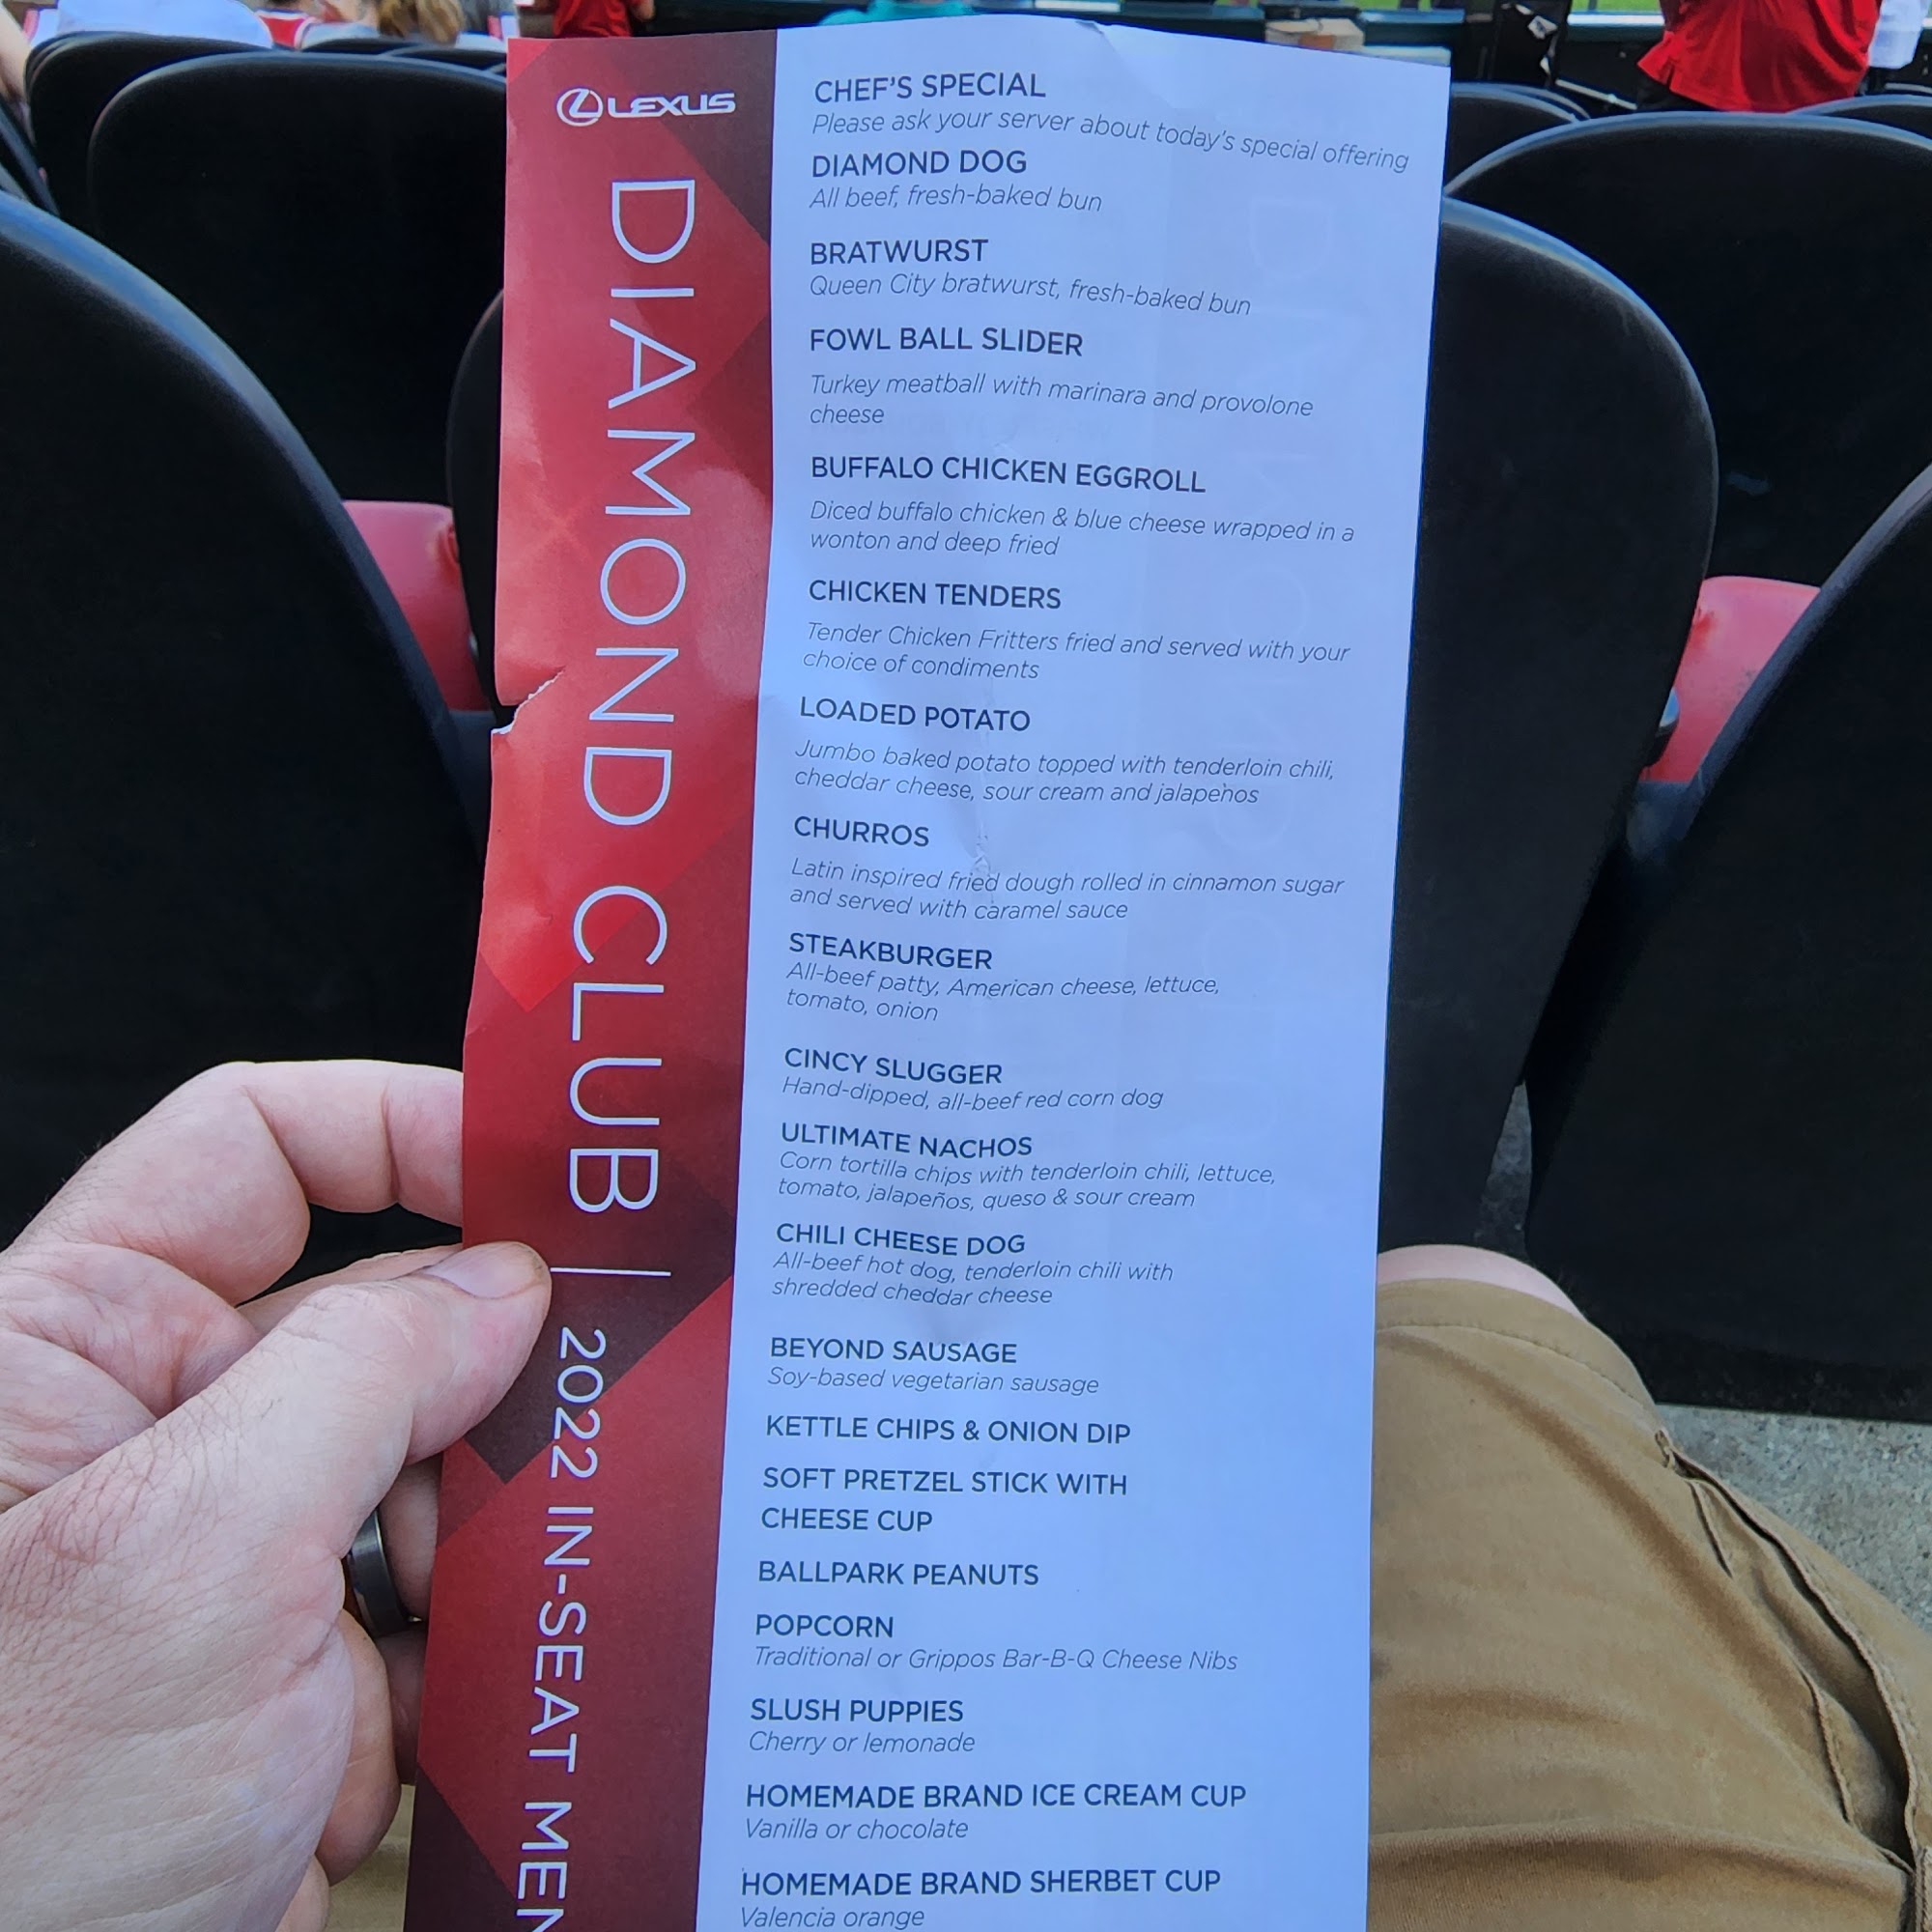 LEXUS
DIAMOND CLUB | 2022 IN-SEAT MEN
CHEF'S SPECIAL
Please ask your server about today's special offering
DIAMOND DOG
All beef, fresh-baked bun
BRATWURST
Queen City bratwurst, fresh-baked bun
FOWL BALL SLIDER
Turkey meatball with marinara and provolone
cheese
BUFFALO CHICKEN EGGROLL
Diced buffalo chicken & blue cheese wrapped in a
wonton and deep fried
CHICKEN TENDERS
Tender Chicken Fritters fried and served with your
choice of condiments
LOADED POTATO
Jumbo baked potato topped with tenderloin chili,
cheddar cheese, sour cream and jalapeños
CHURROS
Latin inspired fried dough rolled in cinnamon sugar
and served with caramel sauce
STEAKBURGER
All-beef patty, American cheese, lettuce,
tomato, onion
CINCY SLUGGER
Hand-dipped, all-beef red corn dog
ULTIMATE NACHOS
Corn tortilla chips with tenderloin chili, lettuce,
tomato, jalapeños, queso & sour cream
CHILI CHEESE DOG
All-beef hot dog, tenderloin chili with
shredded cheddar cheese
BEYOND SAUSAGE
Soy-based vegetarian sausage
KETTLE CHIPS & ONION DIP
SOFT PRETZEL STICK WITH
CHEESE CUP
BALLPARK PEANUTS
POPCORN
Traditional or Grippos Bar-B-Q Cheese Nibs
SLUSH PUPPIES
Cherry or lemonade
HOMEMADE BRAND ICE CREAM CUP
Vanilla or chocolate
HOMEMADE BRAND SHERBET CUP
Valencia orange